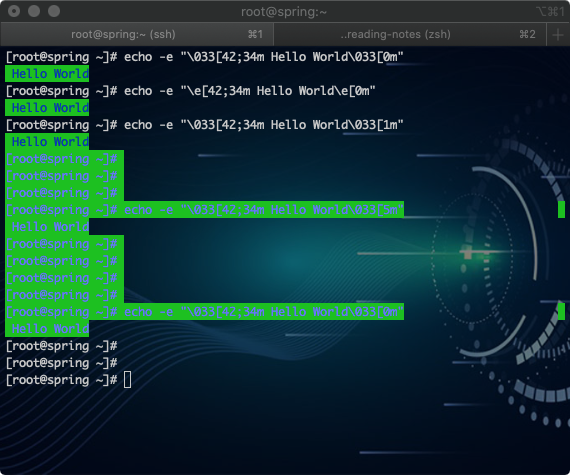 root@spring:~
⌥⌘1
root@spring:~ (ssh) ⌘1 ..reading-notes (zsh) ⌘2 +
[root@spring ~]# echo -e "\033[42;34m Hello World\033[0m"
Hello World
[root@spring ~]# echo -e "\e[42;34m Hello World\e[0m"
Hello World
[root@spring ~]# echo -e "\033[42;34m Hello World\033[1m"
Hello World
[root@spring ~]#
[root@spring ~]#
[root@spring ~]#
[root@spring ~]# echo -e "\033[42;34m Hello World\033[5m"
Hello World
[root@spring ~]#
[root@spring ~]#
[root@spring ~]#
[root@spring ~]# echo -e "\033[42;34m Hello World\033[0m"
Hello World
[root@spring ~]#
[root@spring ~]#
[root@spring ~]#